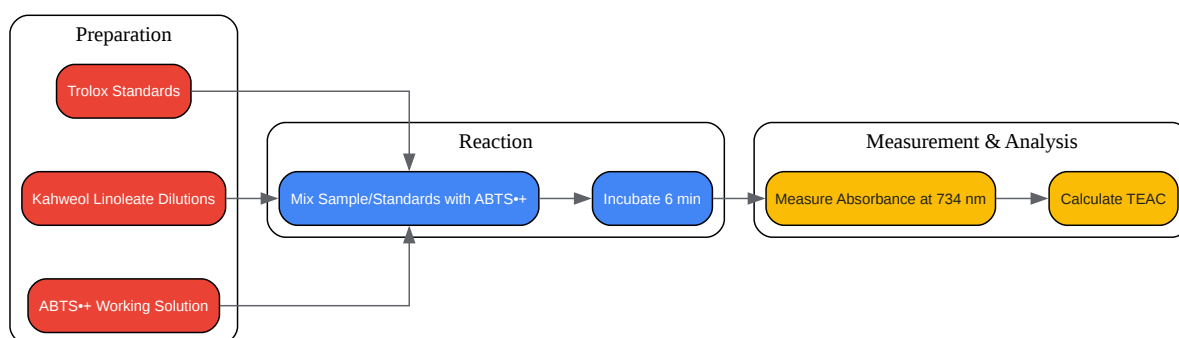 Preparation
Trolox Standards
Kahweol Linoleate Dilutions
ABTS•+ Working Solution
Reaction
Mix Sample/Standards with ABTS•+
Incubate 6 min
Measurement & Analysis
Measure Absorbance at 734 nm
Calculate TEAC